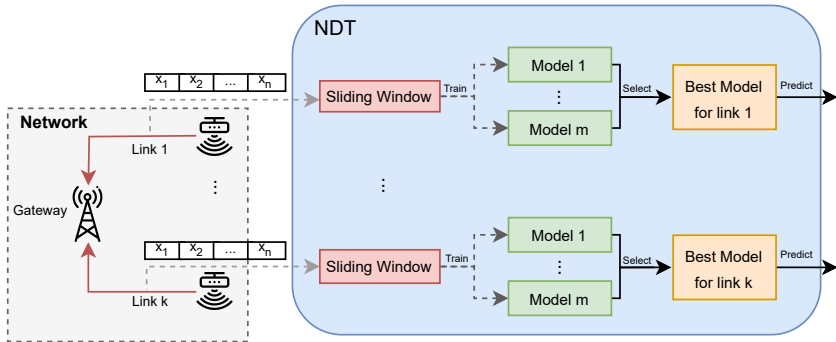 NDT
x1 x2 ... xn
Network
Link 1
Gateway
Sliding Window
Train
Model 1
⋮
Model m
Select
Best Model
for link 1
Predict
⋮
⋮
x1 x2 ... xn
Link k
Sliding Window
Train
Model 1
⋮
Model m
Select
Best Model
for link k
Predict